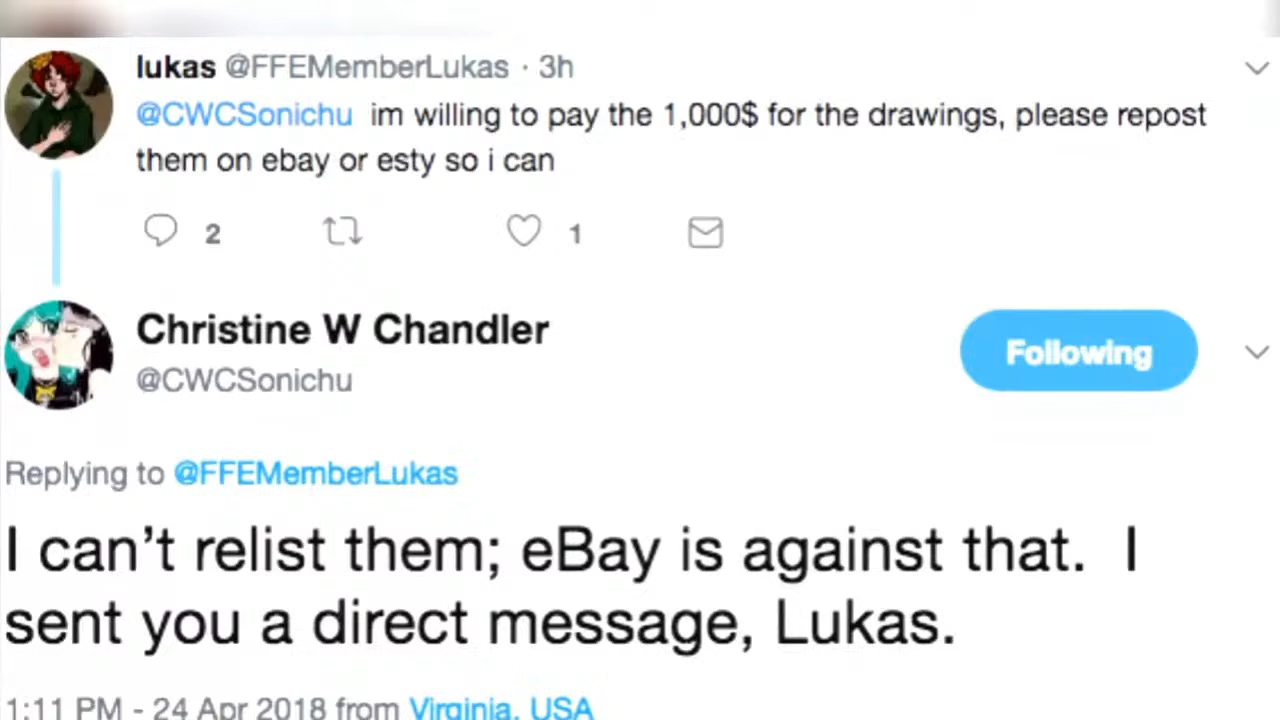 lukas @FFEMemberLukas · 3h
@CWCSonichu im willing to pay the 1,000$ for the drawings, please repost
them on ebay or esty so i can
2 1
Christine W Chandler
Following
@CWCSonichu
Replying to @FFEMemberLukas
I can't relist them; eBay is against that. I
sent you a direct message, Lukas.
1:11 PM - 24 Apr 2018 from Virginia, USA